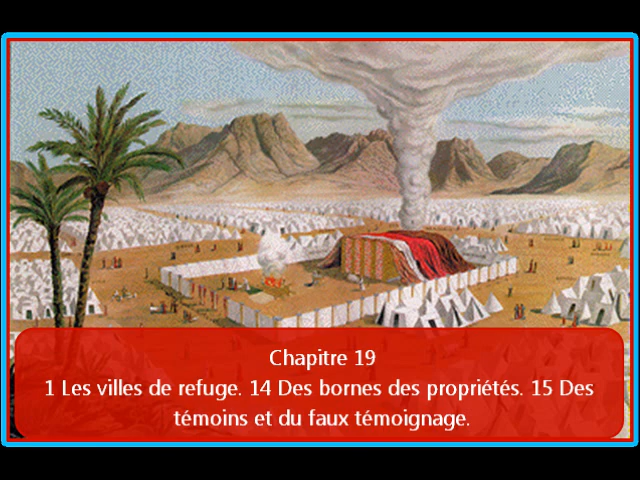 Chapitre 19
1 Les villes de refuge. 14 Des bornes des propriétés. 15 Des
témoins et du faux témoignage.